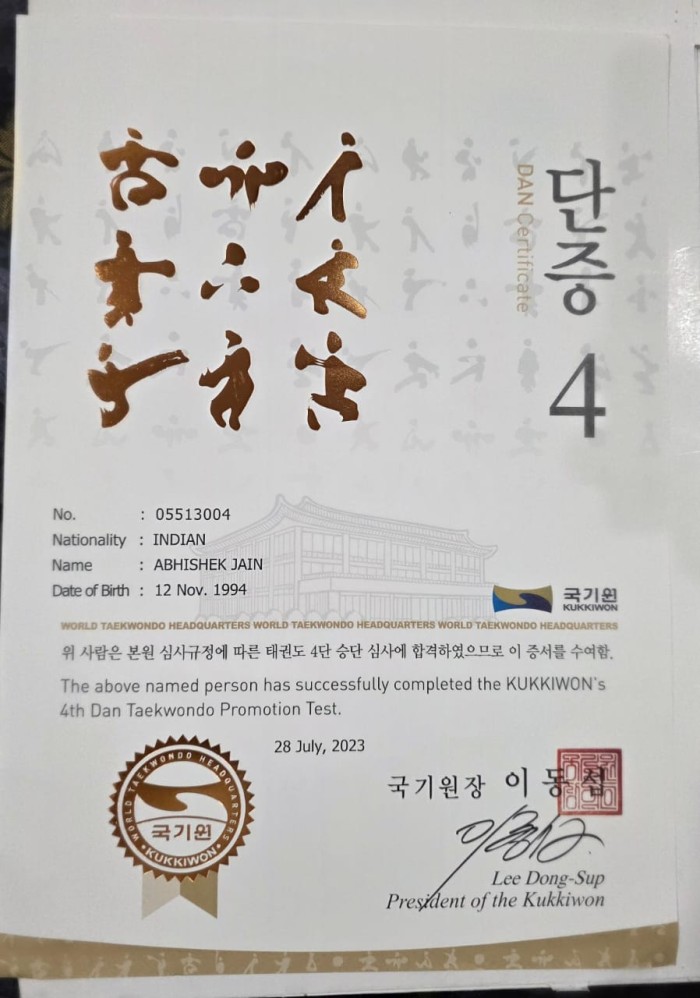 단증
DAN Certificate
4
No. : 05513004
Nationality : INDIAN
Name : ABHISHEK JAIN
Date of Birth : 12 Nov. 1994
국기원
KUKKIWON
WORLD TAEKWONDO HEADQUARTERS WORLD TAEKWONDO HEADQUARTERS WORLD TAEKWONDO HEADQUARTERS
위 사람은 본원 심사규정에 따른 태권도 4단 승단 심사에 합격하였으므로 이 증서를 수여함.
The above named person has successfully completed the KUKKIWON's
4th Dan Taekwondo Promotion Test.
28 July, 2023
WORLD TAEKWONDO HEADQUARTERS
국기원
KUKKIWON
국기원장 이동섭
Lee Dong-Sup
President of the Kukkiwon